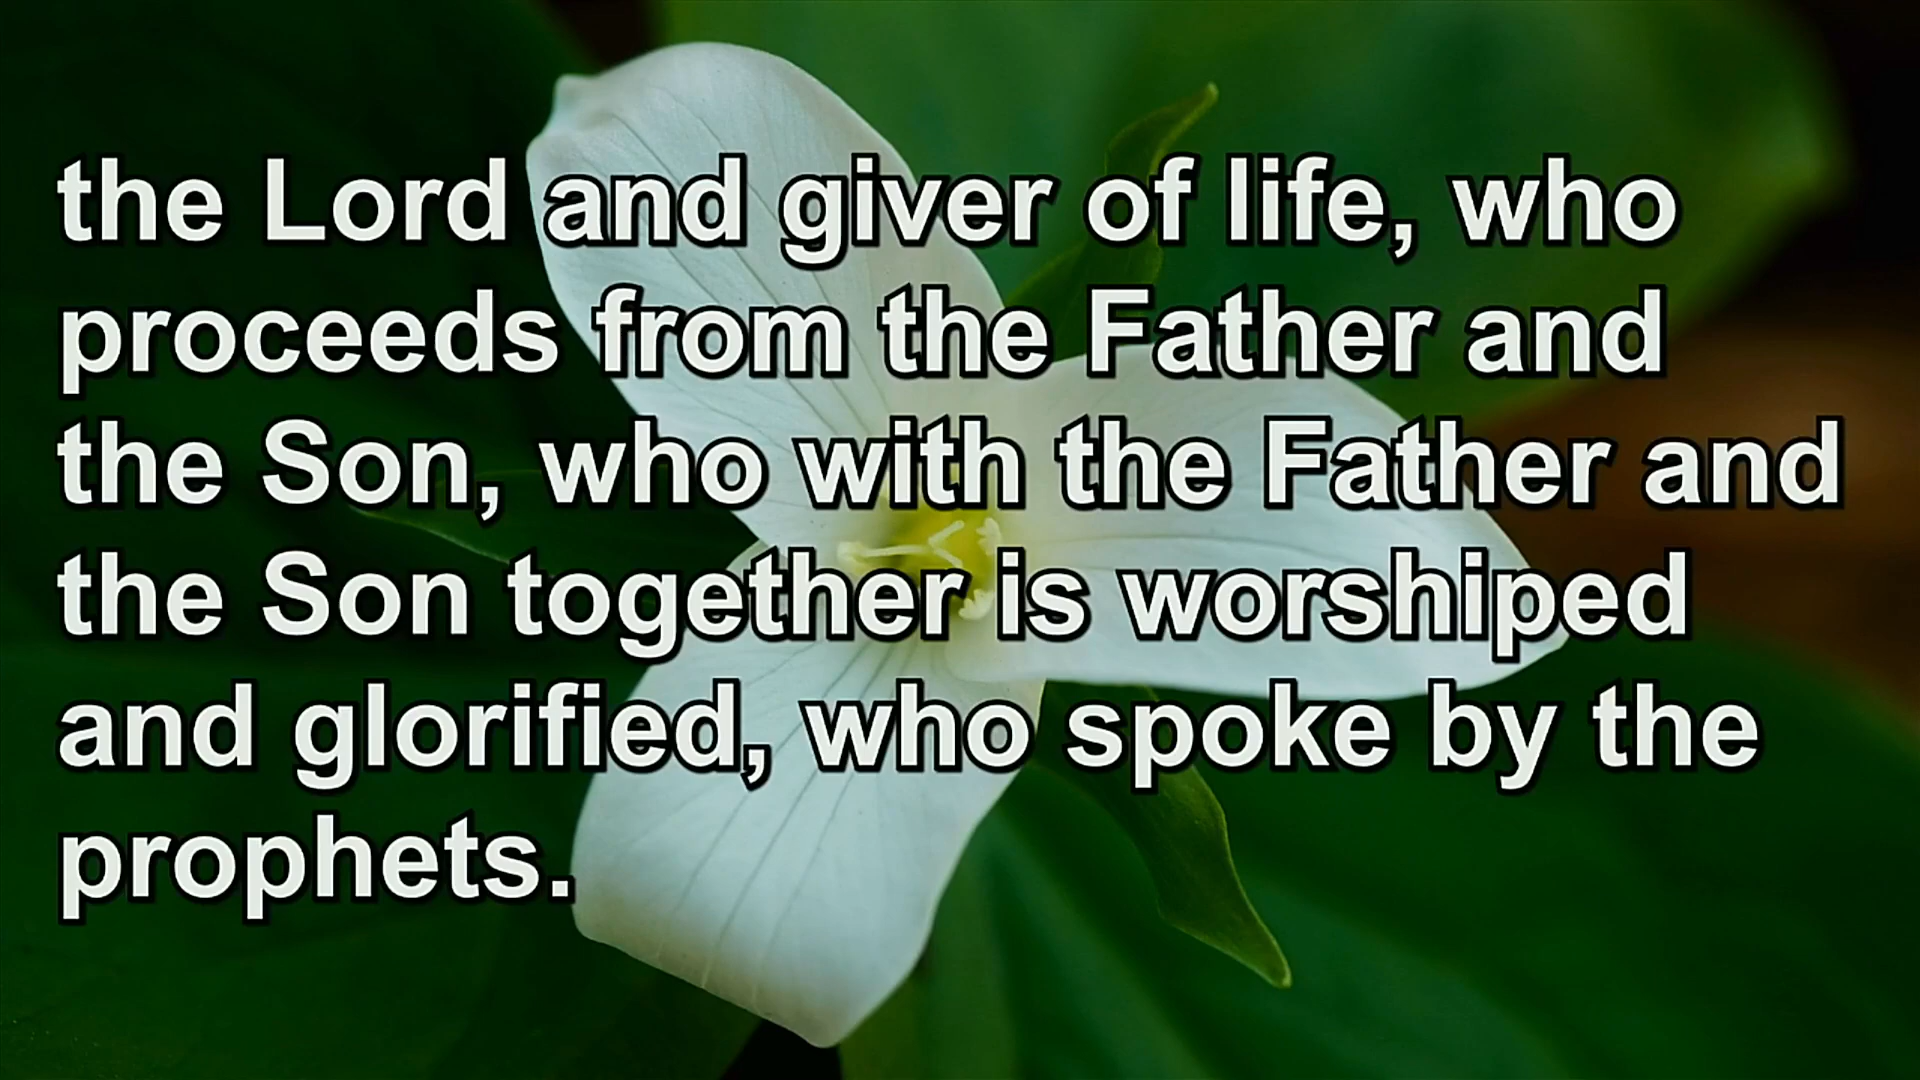 the Lord and giver of life, who
proceeds from the Father and
the Son, who with the Father and
the Son together is worshiped
and glorified, who spoke by the
prophets.